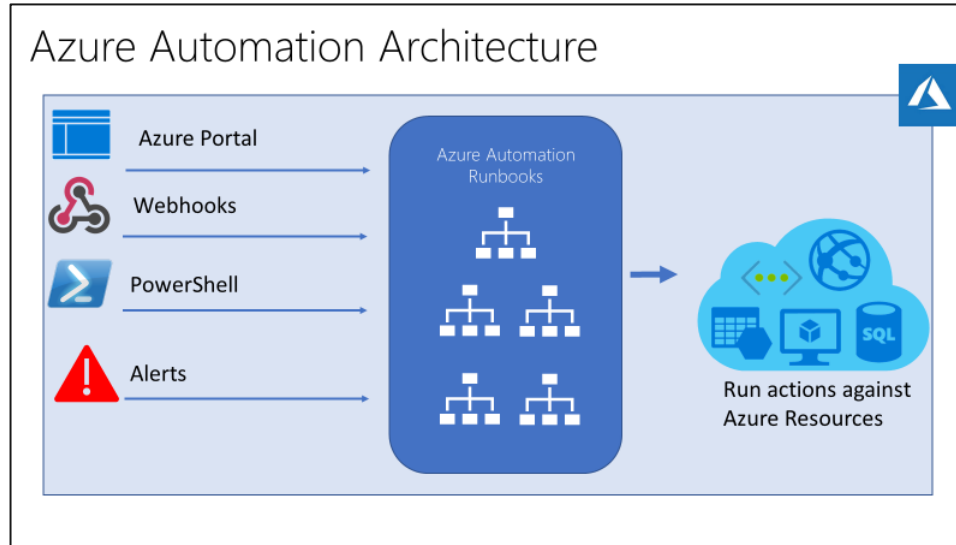 Azure Automation Architecture
Azure Portal
Webhooks
PowerShell
Alerts
Azure Automation
Runbooks
SQL
Run actions against
Azure Resources